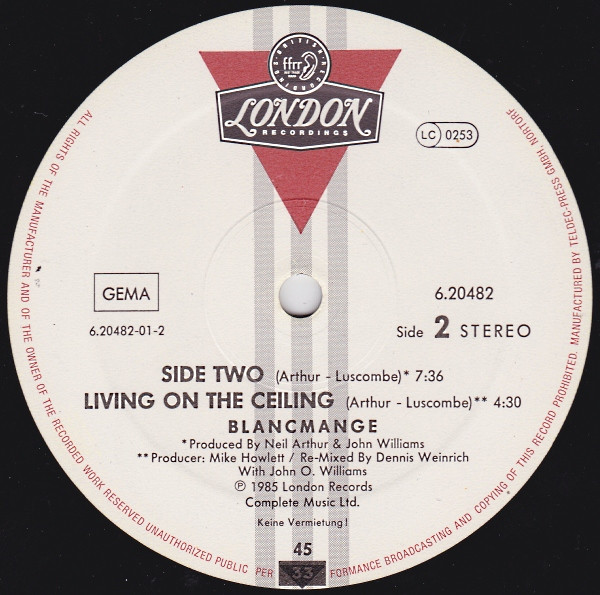 BRITISH RECORDINGS
ffrr
LONDON
RECORDINGS
LC 0253
GEMA
6.20482-01-2
6.20482
Side 2 STEREO
SIDE TWO (Arthur - Luscombe)* 7:36
LIVING ON THE CEILING (Arthur - Luscombe)** 4:30
BLANCMANGE
*Produced By Neil Arthur & John Williams
**Producer: Mike Howlett / Re-Mixed By Dennis Weinrich
With John O. Williams
℗ 1985 London Records
Complete Music Ltd.
Keine Vermietung!
45
33
ALL RIGHTS OF THE MANUFACTURER AND OF THE OWNER OF THE RECORDED WORK RESERVED UNAUTHORIZED PUBLIC PERFORMANCE BROADCASTING AND COPYING OF THIS RECORD PROHIBITED. MANUFACTURED BY TELDEC-PRESS GMBH, NORTORF